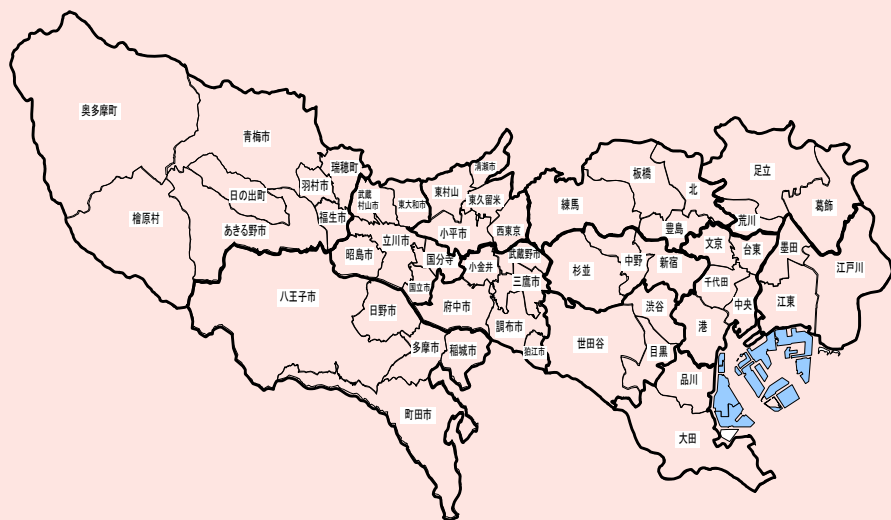 奥多摩町
青梅市
瑞穂町
羽村市
日の出町
福生市
檜原村
あきる野市
武蔵
村山市
東大和市
東村山
清瀬市
東久留米
小平市
西東京
立川市
昭島市
国分寺
国立市
小金井
武蔵野市
三鷹市
八王子市
日野市
府中市
調布市
狛江市
多摩市
稲城市
町田市
板橋
北
足立
葛飾
練馬
豊島
荒川
文京
台東
墨田
江戸川
杉並
中野
新宿
千代田
中央
江東
渋谷
港
世田谷
目黒
品川
大田